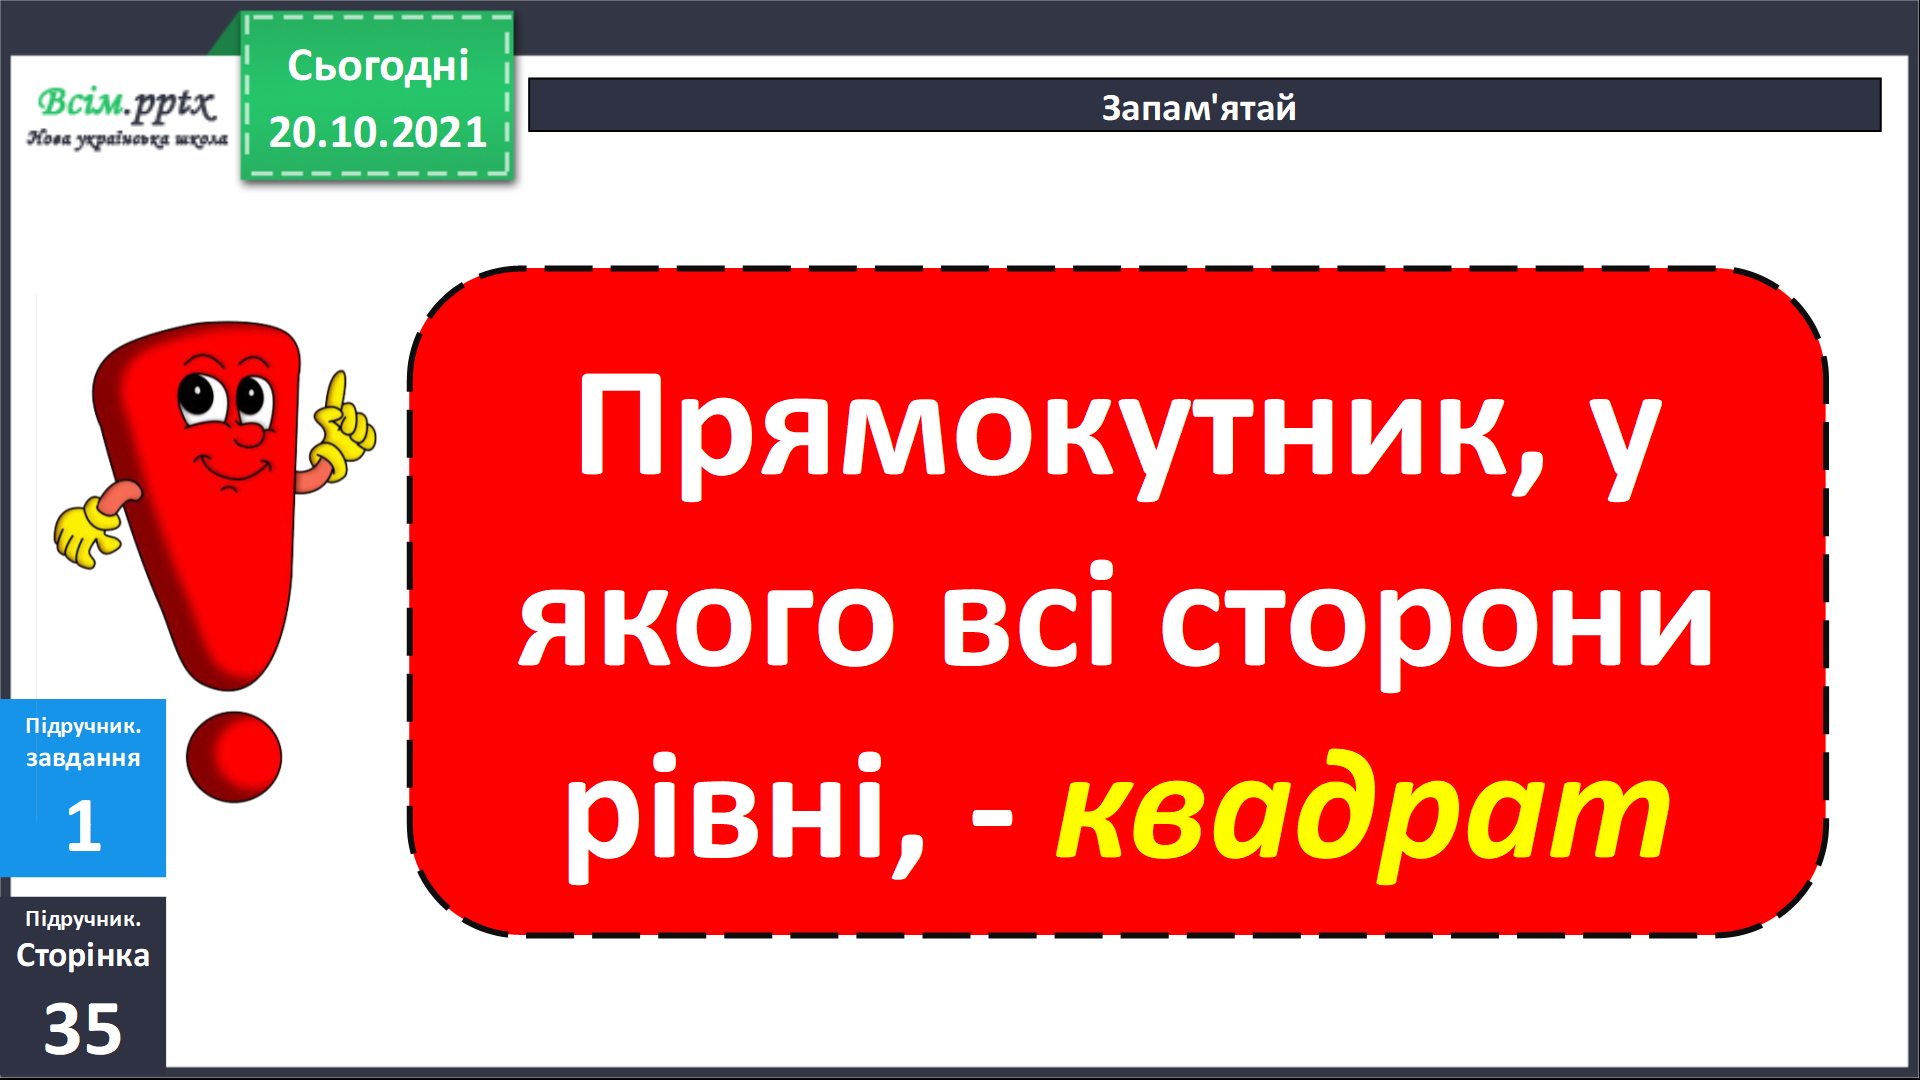 Всім.pptx
Нова українська школа
Сьогодні
20.10.2021
Запам'ятай
Прямокутник, у
якого всі сторони
рівні, - квадрат
Підручник.
завдання
1
Підручник.
Сторінка
35